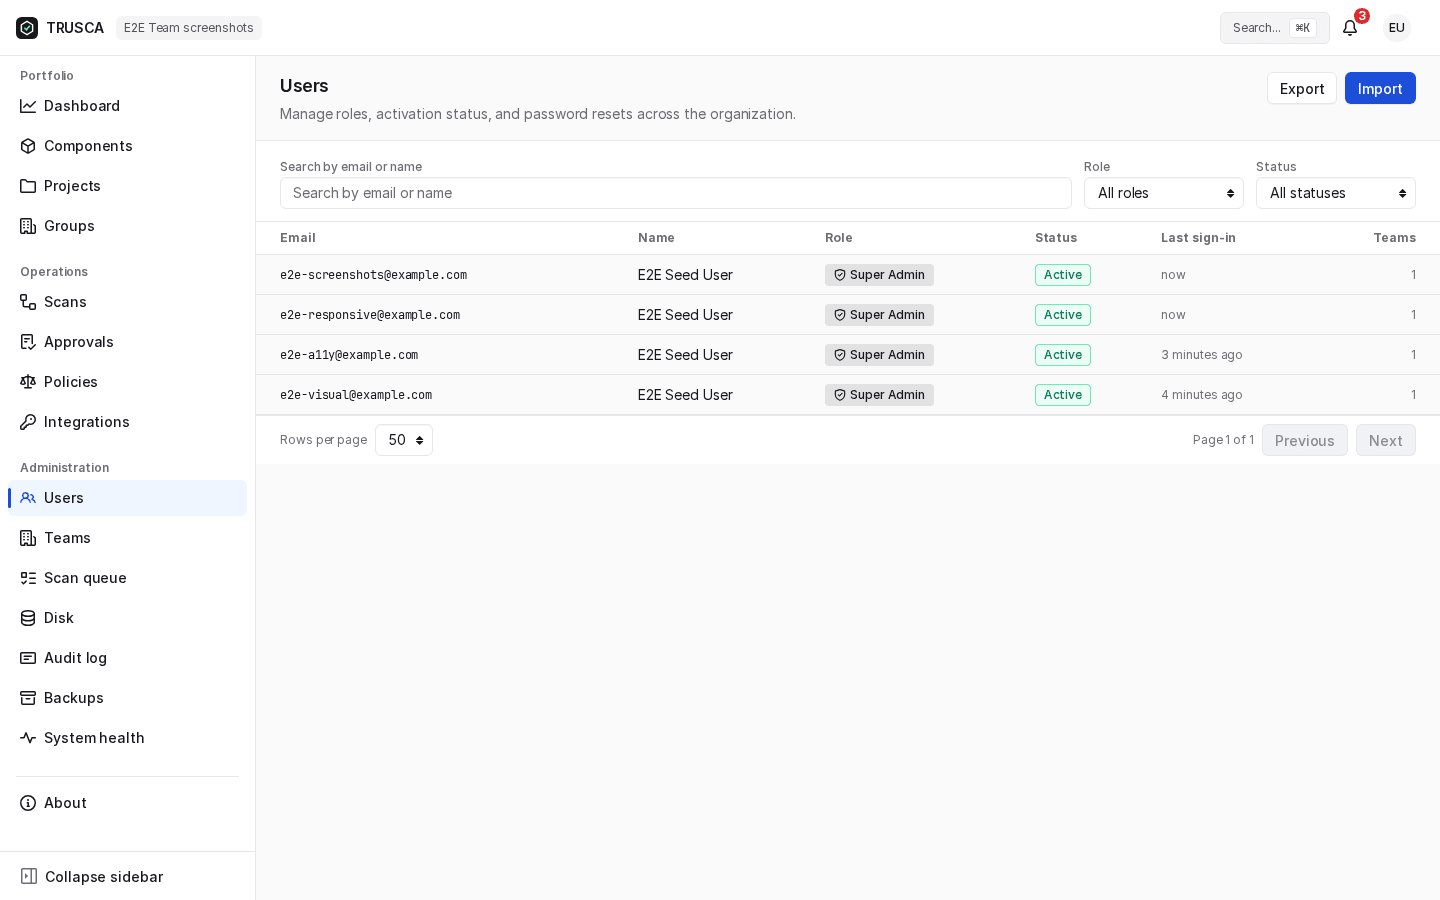 TRUSCA E2E Team screenshots Search... ⌘K 3 EU
Portfolio
Dashboard
Components
Projects
Groups
Operations
Scans
Approvals
Policies
Integrations
Administration
Users
Teams
Scan queue
Disk
Audit log
Backups
System health
About
Collapse sidebar
Users
Manage roles, activation status, and password resets across the organization.
Export Import
Search by email or name Role Status
Search by email or name All roles All statuses
Email Name Role Status Last sign-in Teams
e2e-screenshots@example.com E2E Seed User Super Admin Active now 1
e2e-responsive@example.com E2E Seed User Super Admin Active now 1
e2e-a11y@example.com E2E Seed User Super Admin Active 3 minutes ago 1
e2e-visual@example.com E2E Seed User Super Admin Active 4 minutes ago 1
Rows per page 50 Page 1 of 1 Previous Next